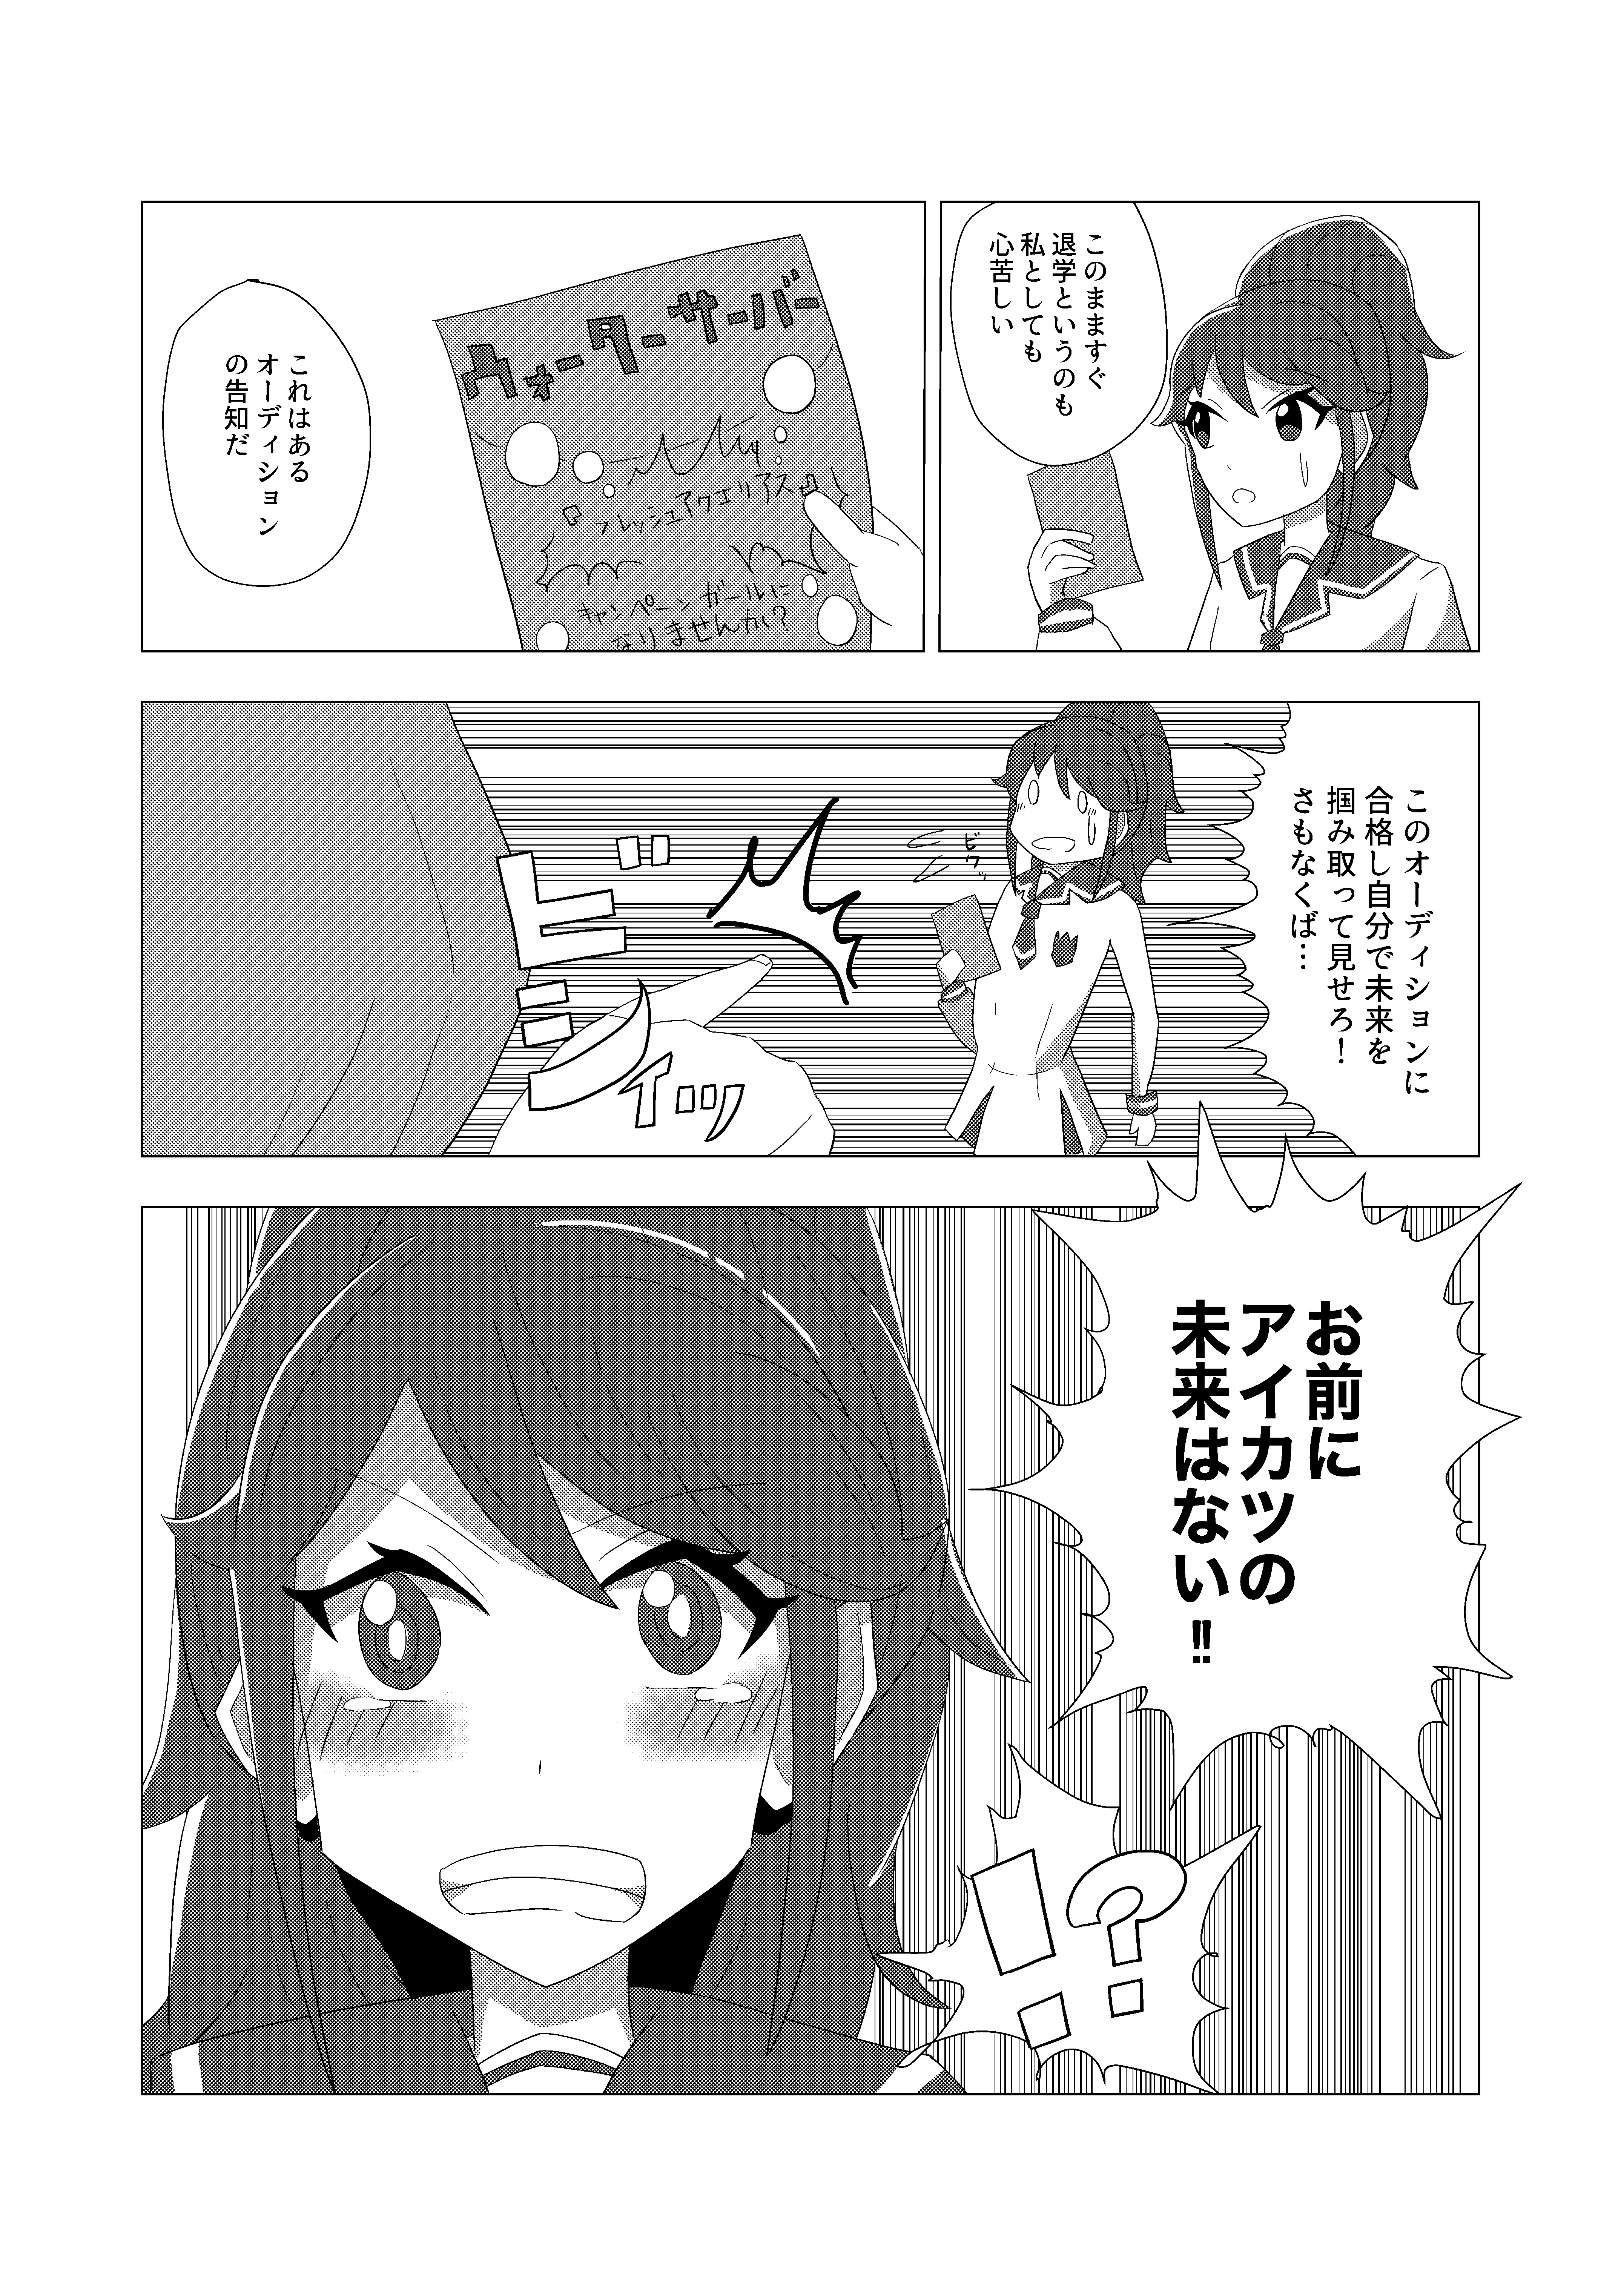 このまますぐ
退学というのも
私としても
心苦しい
ウォーターサーバー
フレッシュアクエリアス
キャンペーンガールに
なりませんか?
これはある
オーディション
の告知だ
このオーディションに
合格し自分で未来を
掴み取って見せろ!
さもなくば…
ビクッ
ビシィッ
お前に
アイカツの
未来はない!!
!?